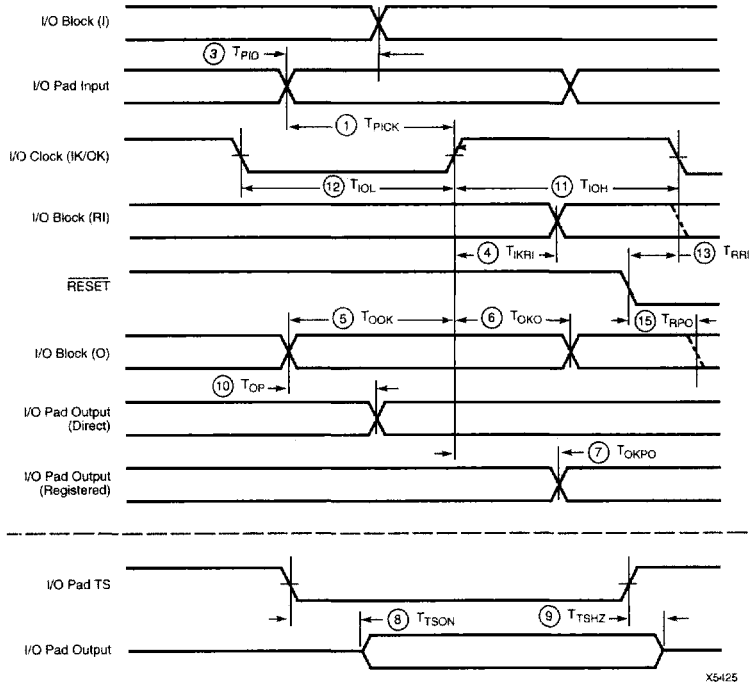 I/O Block (I)
③ TPID
I/O Pad Input
① TPICK
I/O Clock (IK/OK)
⑫ TIOL
⑪ TIOH
I/O Block (RI)
④ TIKRI
⑬ TRRI
RESET
⑤ TOOK
⑥ TOKO
⑮ TRPO
I/O Block (O)
⑩ TOP
I/O Pad Output
(Direct)
⑦ TOKPO
I/O Pad Output
(Registered)
I/O Pad TS
⑧ TTSON
⑨ TTSHZ
I/O Pad Output
X5425